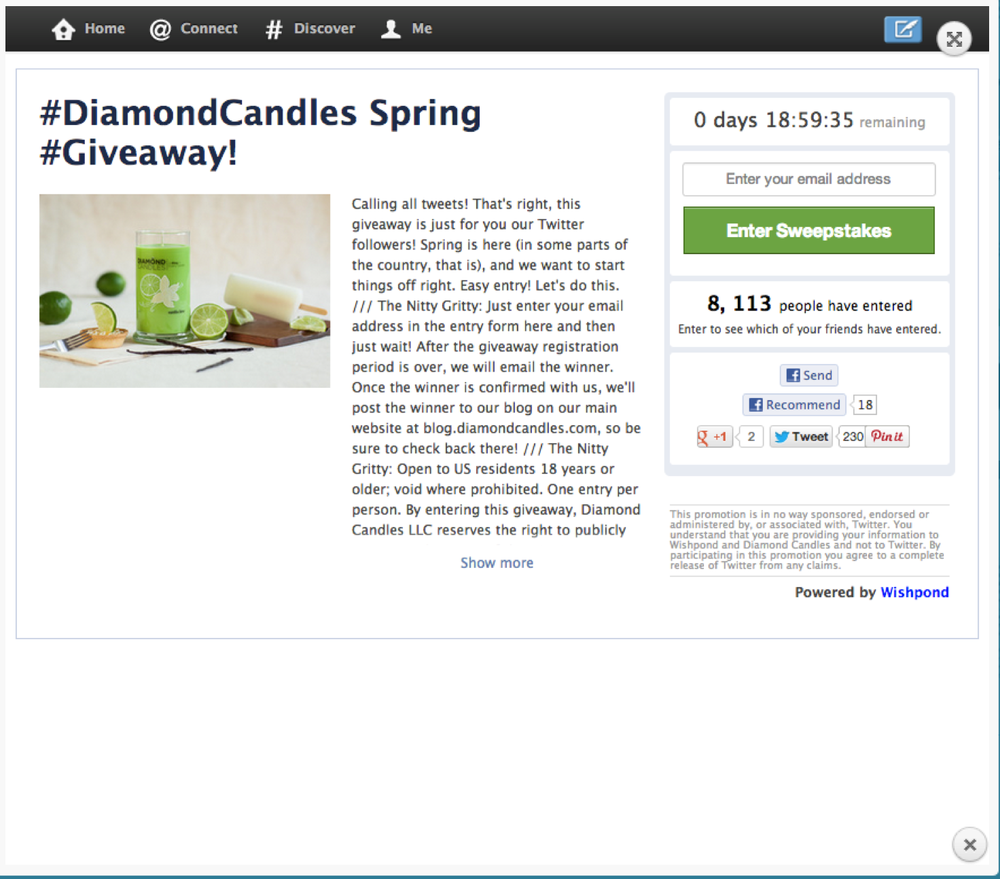 Home
@ Connect
# Discover
Me
#DiamondCandles Spring
#Giveaway!
DIAMOND
CANDLES
Calling all tweets! That's right, this
giveaway is just for you our Twitter
followers! Spring is here (in some parts of
the country, that is), and we want to start
things off right. Easy entry! Let's do this.
/// The Nitty Gritty: Just enter your email
address in the entry form here and then
just wait! After the giveaway registration
period is over, we will email the winner.
Once the winner is confirmed with us, we'll
post the winner to our blog on our main
website at blog.diamondcandles.com, so be
sure to check back there! /// The Nitty
Gritty: Open to US residents 18 years or
older; void where prohibited. One entry per
person. By entering this giveaway, Diamond
Candles LLC reserves the right to publicly
Show more
0 days 18:59:35 remaining
Enter your email address
Enter Sweepstakes
8, 113 people have entered
Enter to see which of your friends have entered.
f Send
f Recommend 18
g +1 2 Tweet 230 Pin it
This promotion is in no way sponsored, endorsed or
administered by, or associated with, Twitter. You
understand that you are providing your information to
Wishpond and Diamond Candles and not to Twitter. By
participating in this promotion you agree to a complete
release of Twitter from any claims.
Powered by Wishpond